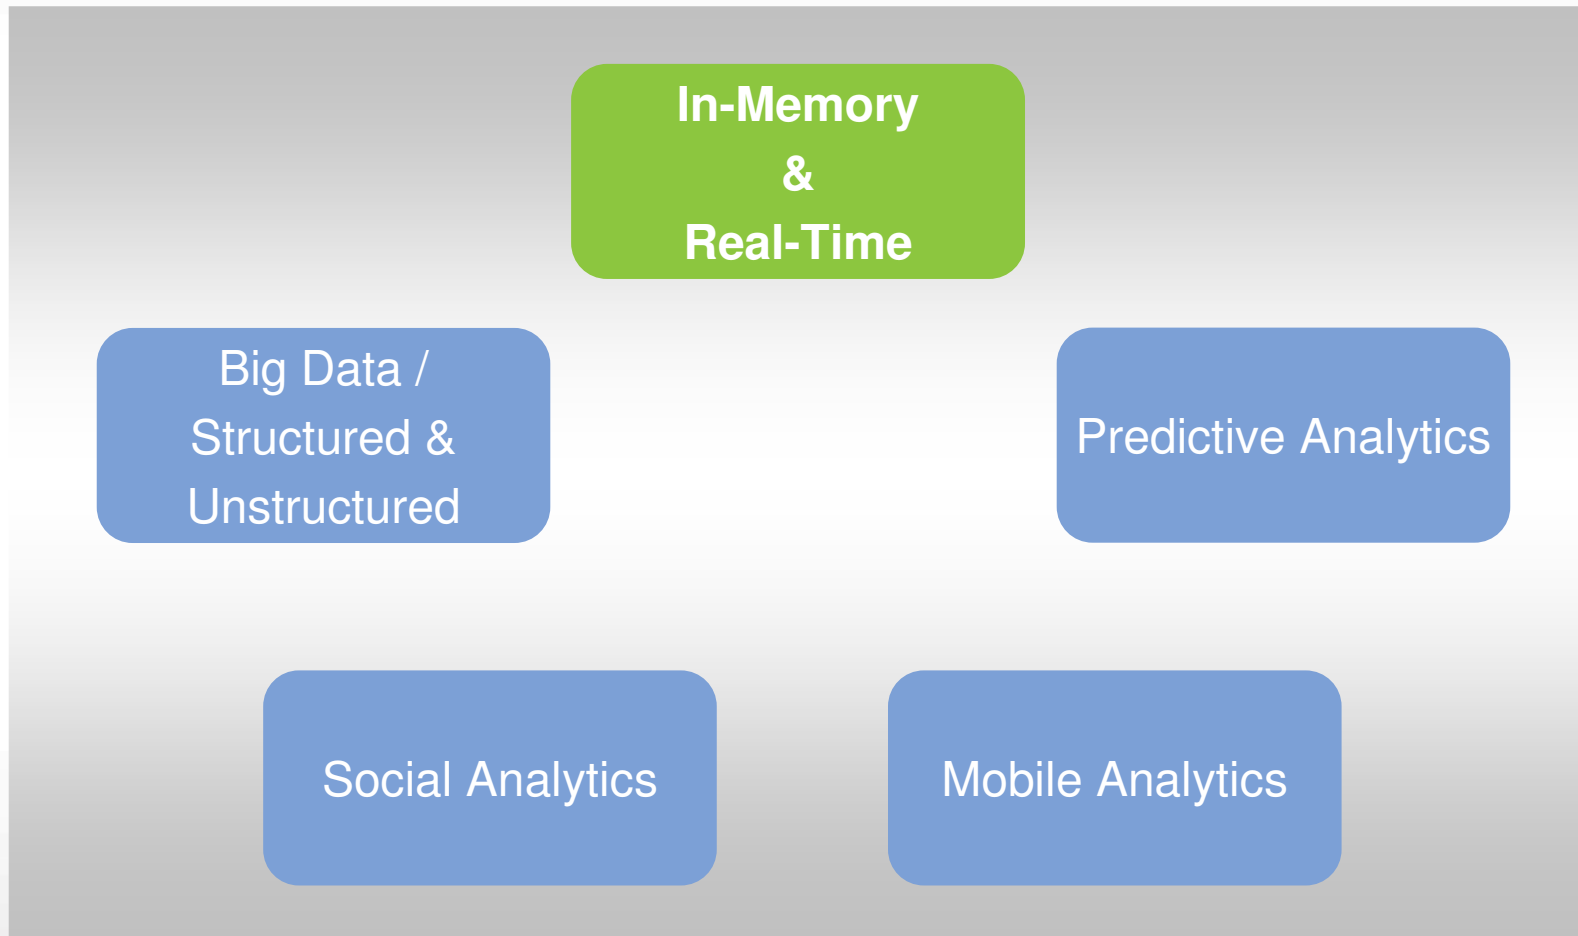 In-Memory
&
Real-Time
Big Data /
Structured &
Unstructured
Predictive Analytics
Social Analytics
Mobile Analytics